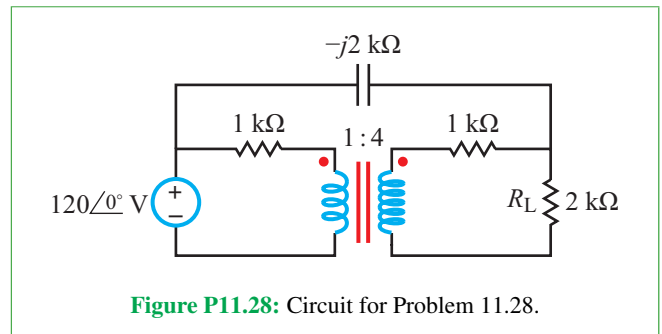 −j2 kΩ
1 kΩ
1 : 4
1 kΩ
120∠0° V
+
−
R_L
2 kΩ
Figure P11.28: Circuit for Problem 11.28.